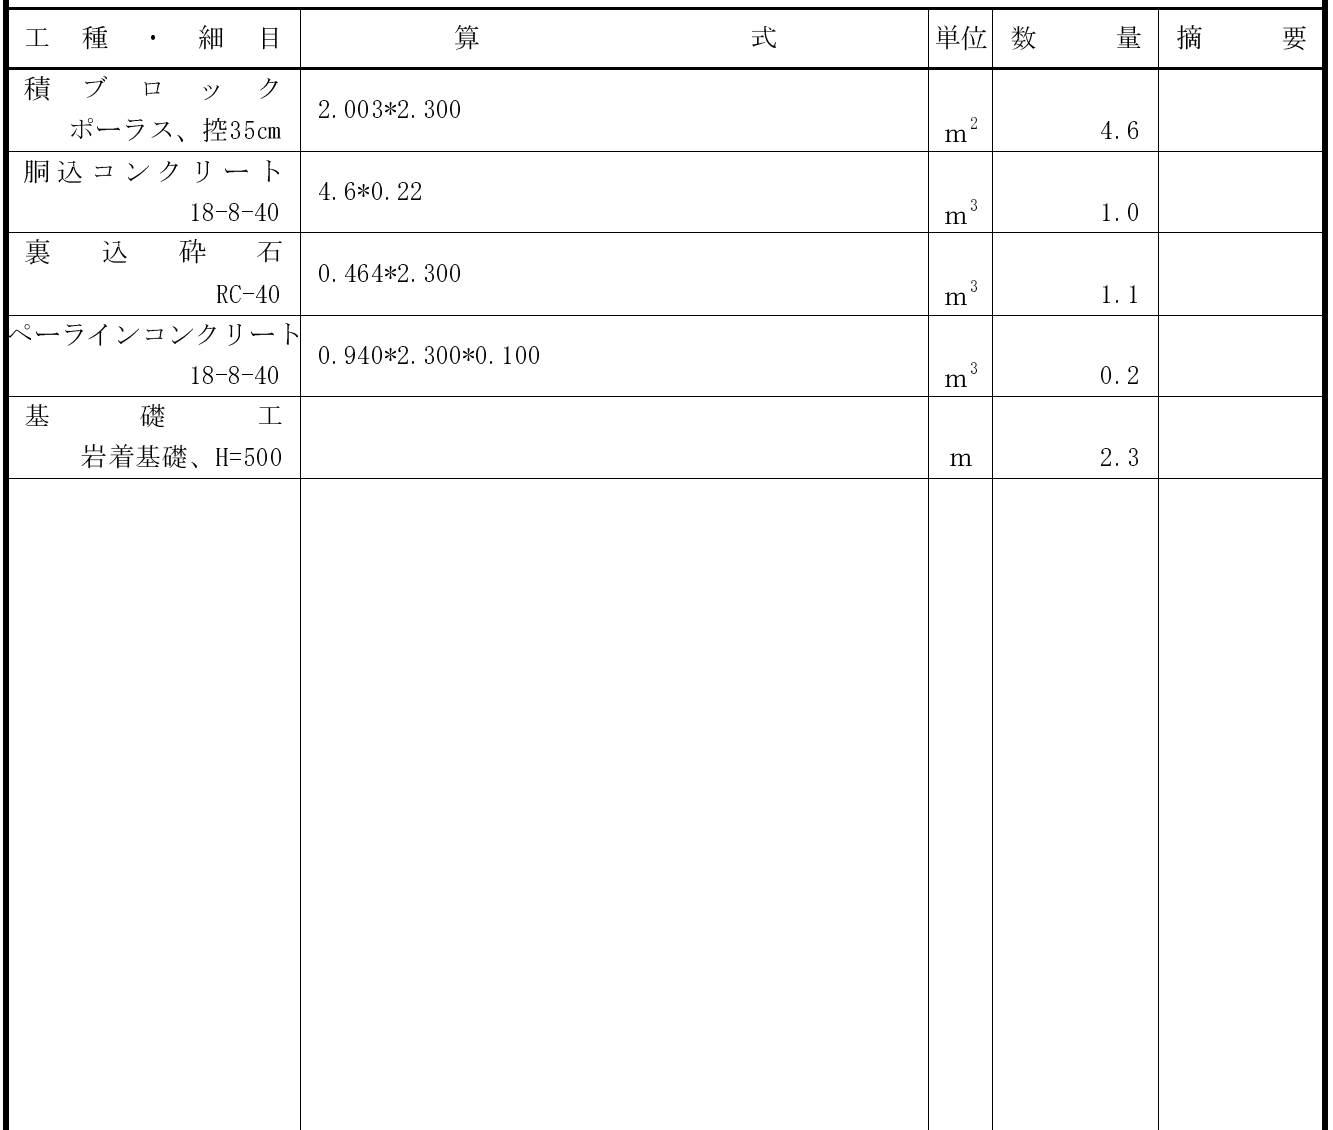 工種・細目 算式 単位 数量 摘要
積ブロック
ポーラス、控35cm 2.003*2.300 m² 4.6
胴込コンクリート
18-8-40 4.6*0.22 m³ 1.0
裏込砕石
RC-40 0.464*2.300 m³ 1.1
ペーラインコンクリート
18-8-40 0.940*2.300*0.100 m³ 0.2
基礎工
岩着基礎、H=500 m 2.3